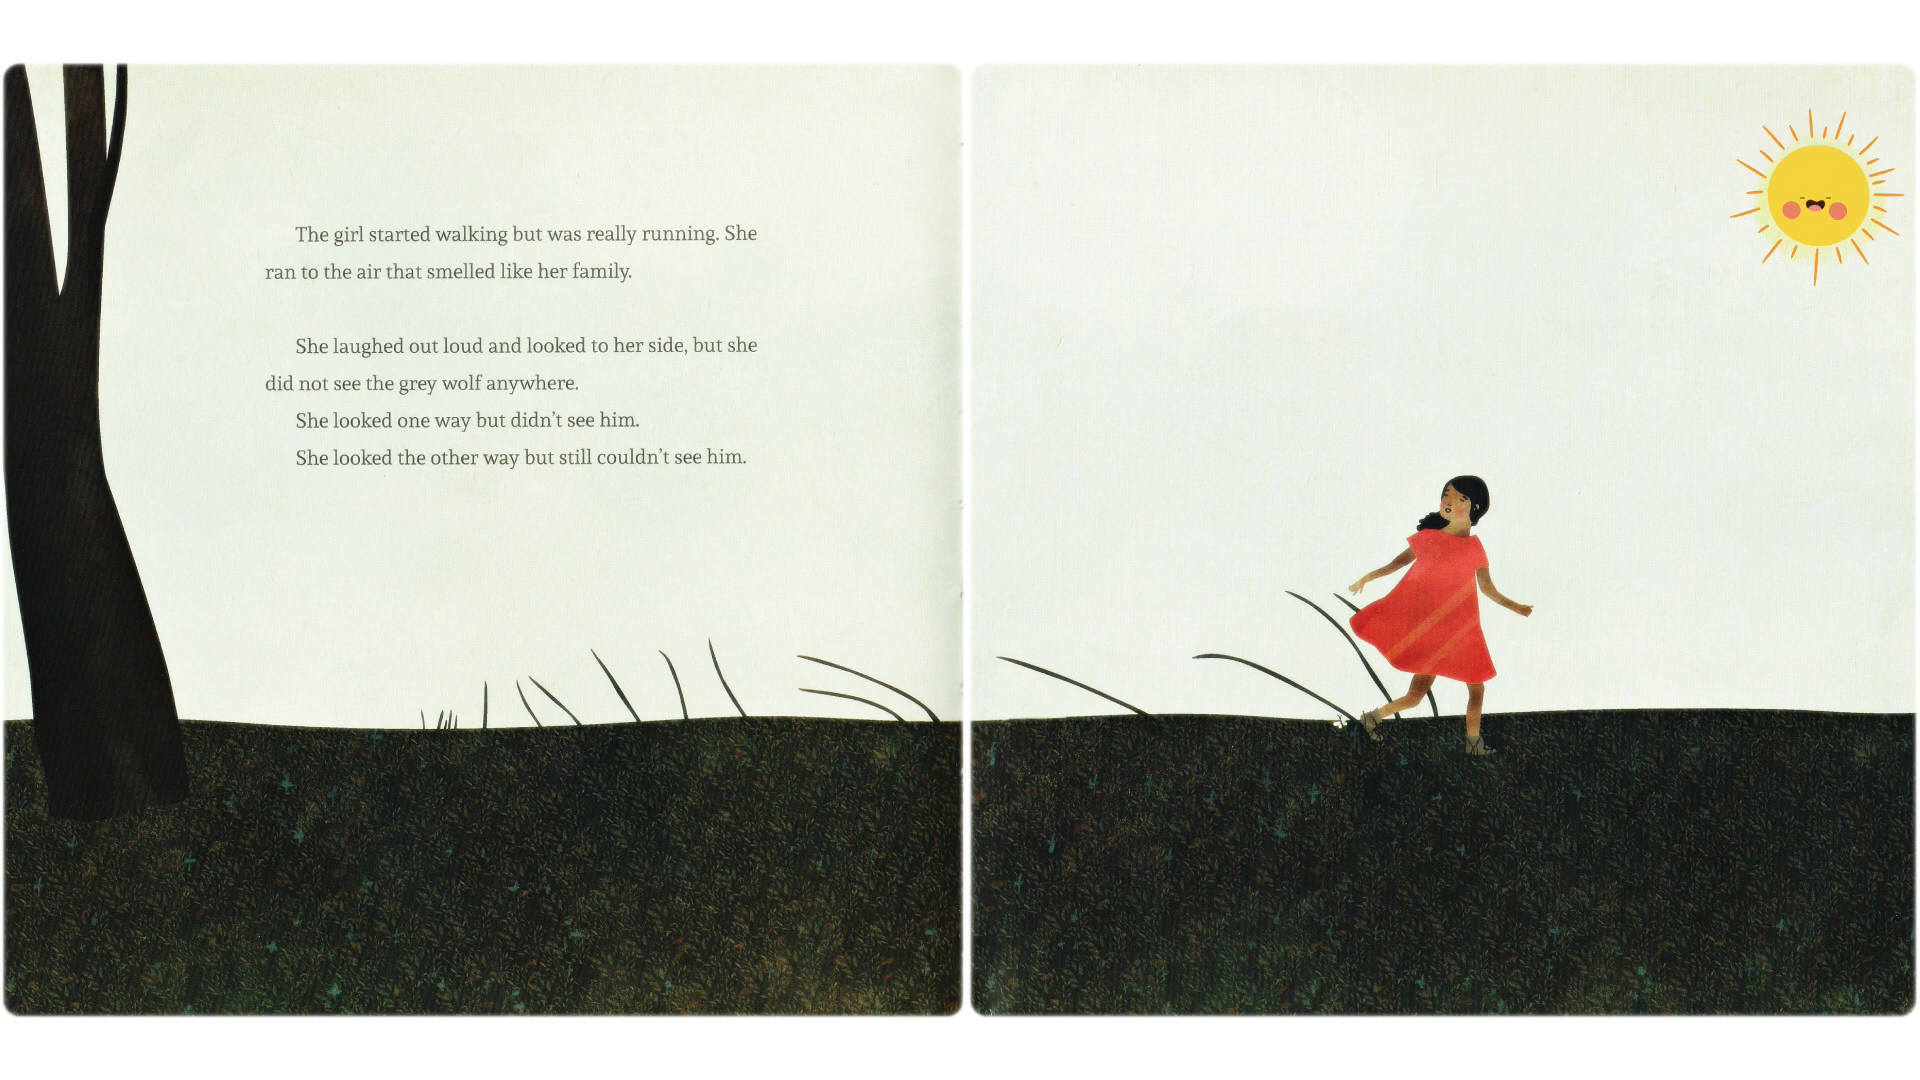 The girl started walking but was really running. She
ran to the air that smelled like her family.
She laughed out loud and looked to her side, but she
did not see the grey wolf anywhere.
She looked one way but didn’t see him.
She looked the other way but still couldn’t see him.